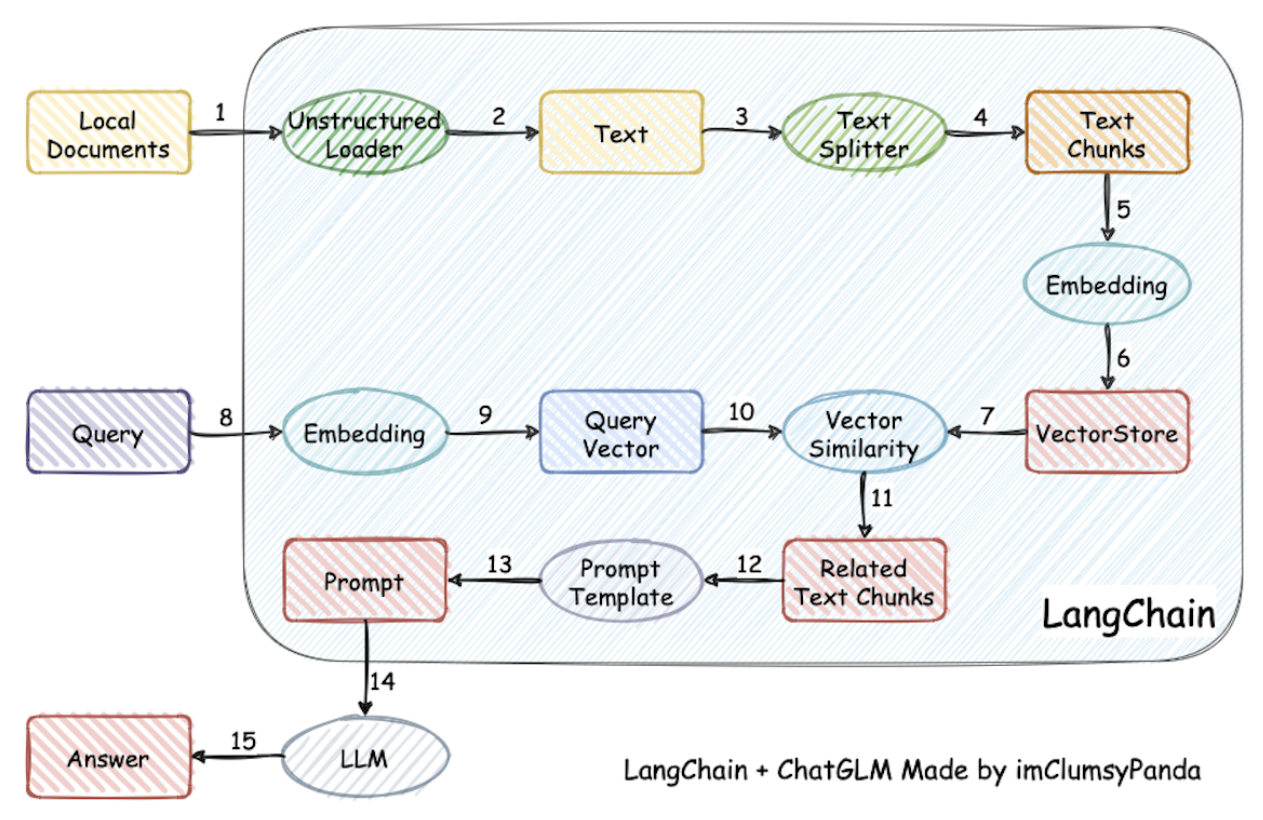 Local
Documents
1
Unstructured
Loader
2
Text
3
Text
Splitter
4
Text
Chunks
5
Embedding
6
Query
8
Embedding
9
Query
Vector
10
Vector
Similarity
7
VectorStore
11
Prompt
13
Prompt
Template
12
Related
Text Chunks
LangChain
14
Answer
15
LLM
LangChain + ChatGLM Made by imClumsyPanda